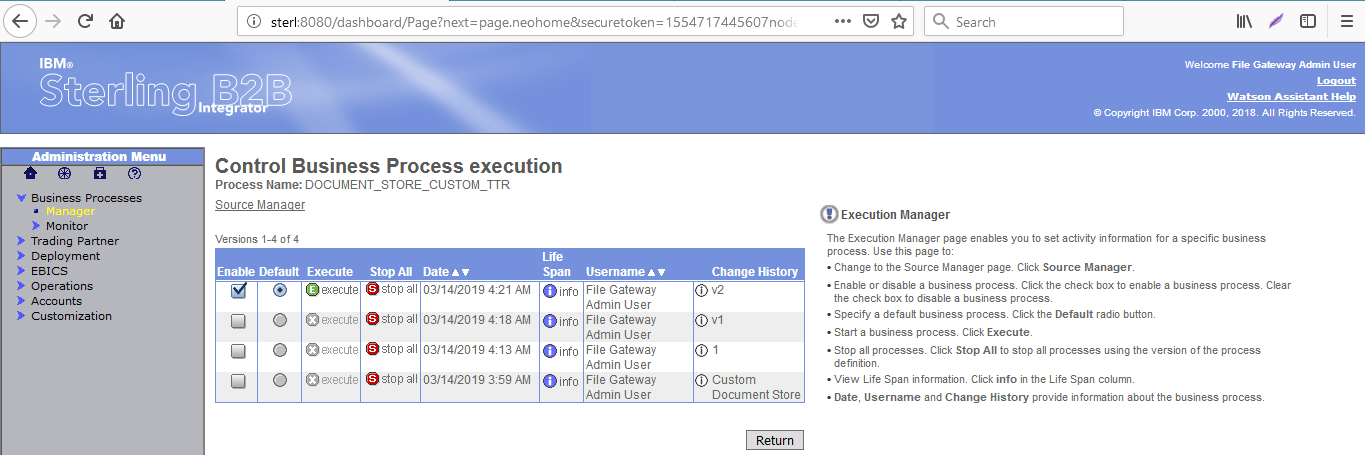 sterl:8080/dashboard/Page?next=page.neohome&securetoken=1554717445607node
Search
IBM®
Sterling B2B
Integrator
Welcome File Gateway Admin User
Logout
Watson Assistant Help
© Copyright IBM Corp. 2000, 2018. All Rights Reserved.
Administration Menu
Business Processes
Manager
Monitor
Trading Partner
Deployment
EBICS
Operations
Accounts
Customization
Control Business Process execution
Process Name: DOCUMENT_STORE_CUSTOM_TTR
Source Manager
Versions 1-4 of 4
Enable Default Execute Stop All Date Life Span Username Change History
execute stop all 03/14/2019 4:21 AM info File Gateway Admin User v2
execute stop all 03/14/2019 4:18 AM info File Gateway Admin User v1
execute stop all 03/14/2019 4:13 AM info File Gateway Admin User 1
execute stop all 03/14/2019 3:59 AM info File Gateway Admin User Custom Document Store
Return
Execution Manager
The Execution Manager page enables you to set activity information for a specific business
process. Use this page to:
• Change to the Source Manager page. Click Source Manager.
• Enable or disable a business process. Click the check box to enable a business process. Clear
the check box to disable a business process.
• Specify a default business process. Click the Default radio button.
• Start a business process. Click Execute.
• Stop all processes. Click Stop All to stop all processes using the version of the process
definition.
• View Life Span information. Click info in the Life Span column.
• Date, Username and Change History provide information about the business process.